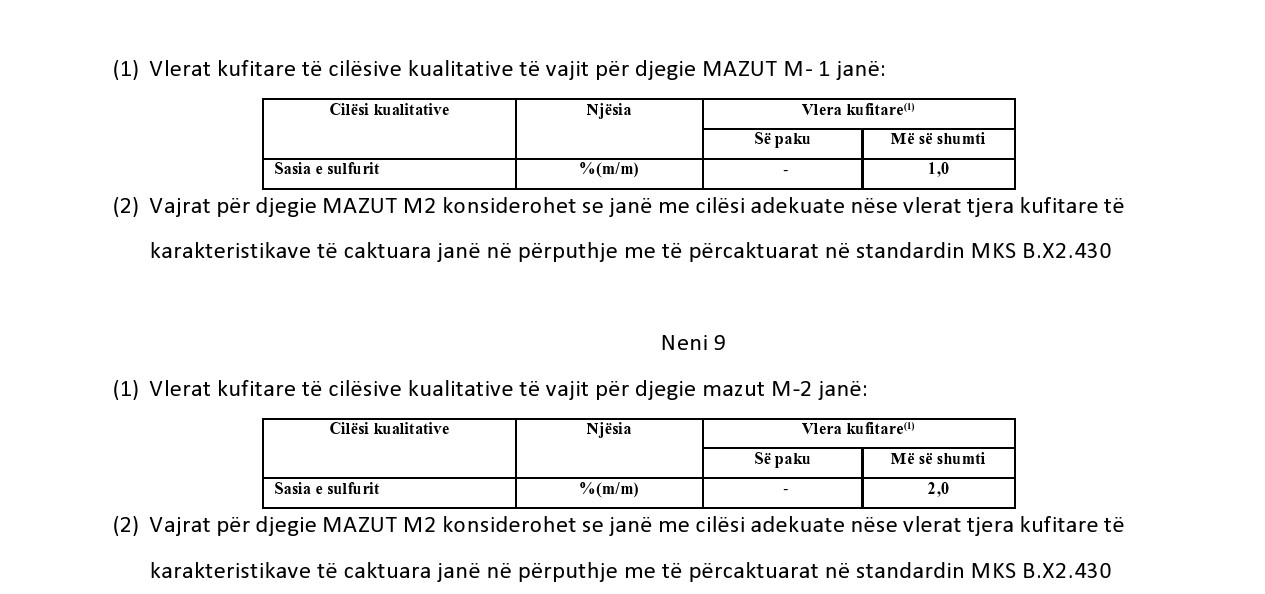 (1) Vlerat kufitare të cilësive kualitative të vajit për djegie MAZUT M- 1 janë:
Cilësi kualitative Njësia Vlera kufitare(1)
Së paku Më së shumti
Sasia e sulfurit %(m/m) - 1,0
(2) Vajrat për djegie MAZUT M2 konsiderohet se janë me cilësi adekuate nëse vlerat tjera kufitare të
karakteristikave të caktuara janë në përputhje me të përcaktuarat në standardin MKS B.X2.430
Neni 9
(1) Vlerat kufitare të cilësive kualitative të vajit për djegie mazut M-2 janë:
Cilësi kualitative Njësia Vlera kufitare(1)
Së paku Më së shumti
Sasia e sulfurit %(m/m) - 2,0
(2) Vajrat për djegie MAZUT M2 konsiderohet se janë me cilësi adekuate nëse vlerat tjera kufitare të
karakteristikave të caktuara janë në përputhje me të përcaktuarat në standardin MKS B.X2.430